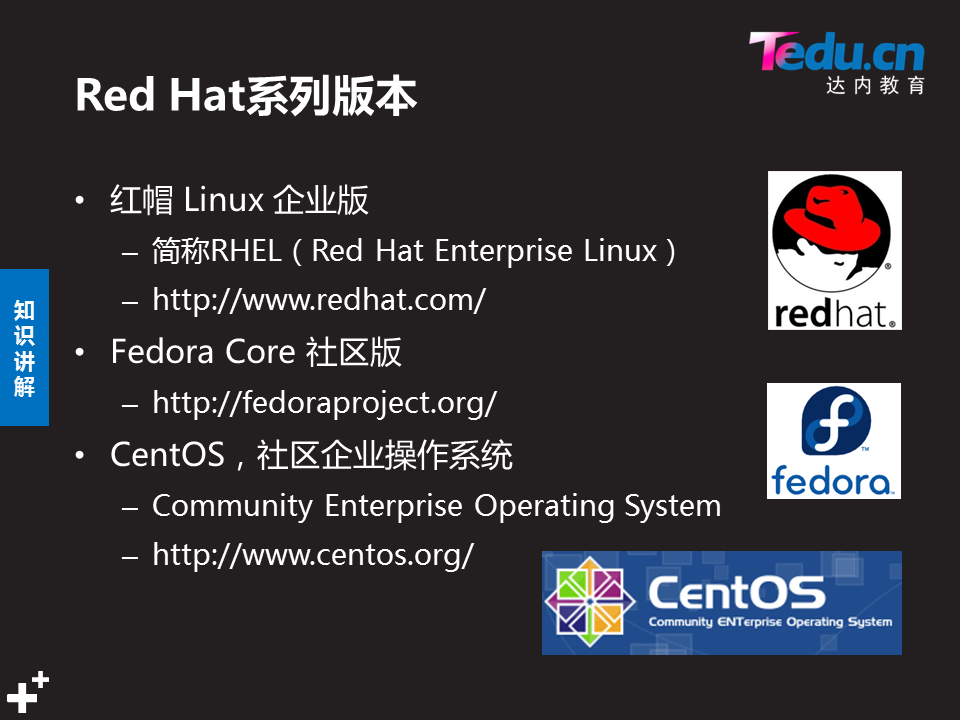 Tedu.cn
达内教育
Red Hat系列版本
• 红帽 Linux 企业版
– 简称RHEL（Red Hat Enterprise Linux）
– http://www.redhat.com/
• Fedora Core 社区版
– http://fedoraproject.org/
• CentOS，社区企业操作系统
– Community Enterprise Operating System
– http://www.centos.org/
知识讲解
redhat®
fedora™
CentOS
Community ENTerprise Operating System